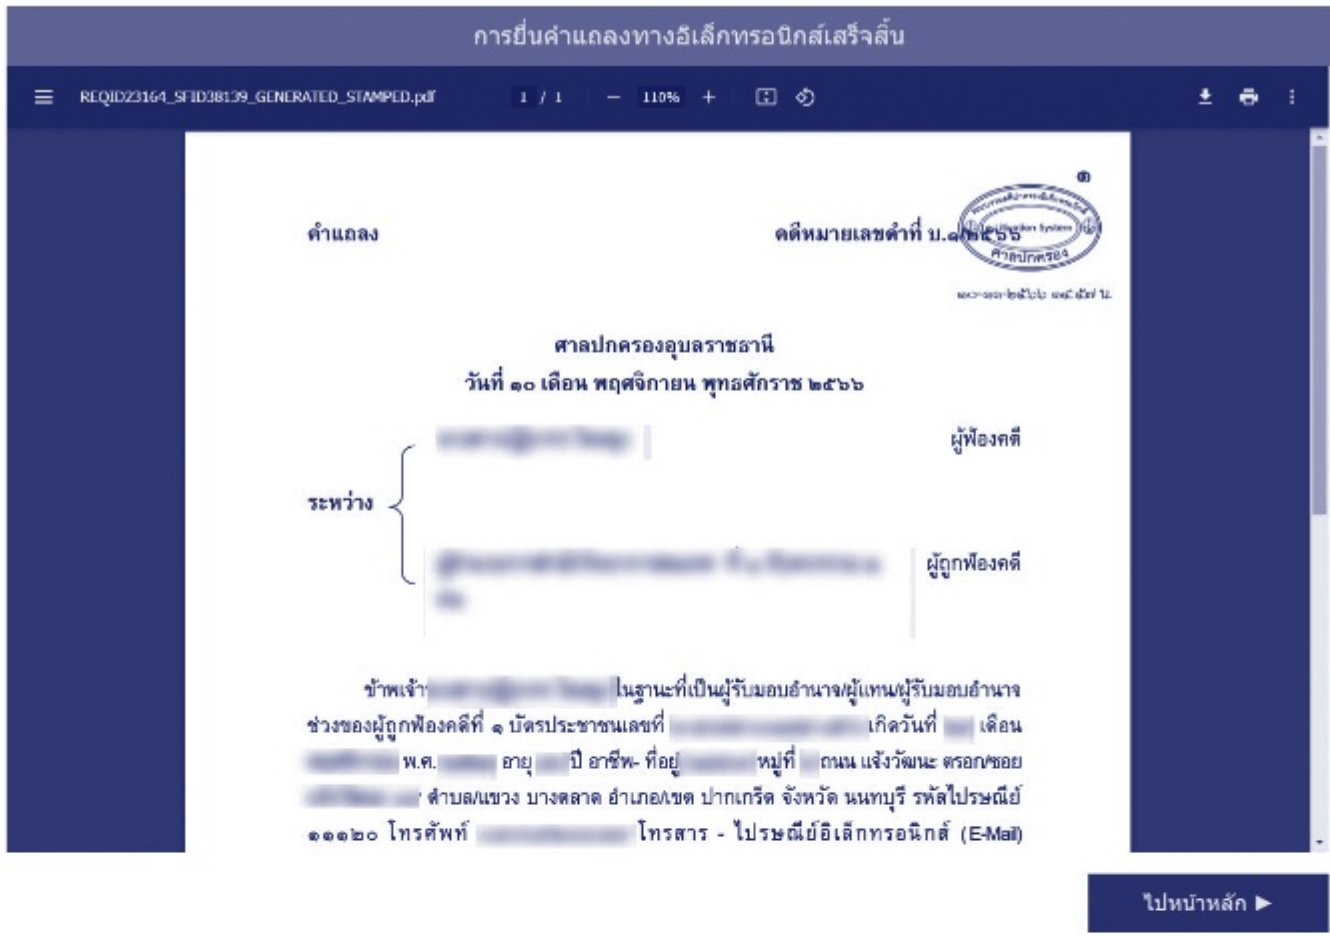 การยื่นคำแถลงทางอิเล็กทรอนิกส์เสร็จสิ้น
REQID23164_SFID38139_GENERATED_STAMPED.pdf 1 / 1 — 110% +
๑
คำแถลง คดีหมายเลขดำที่ บ.๑/๒๕๖๖
ศาลปกครอง
ศาลปกครองอุบลราชธานี
วันที่ ๑๐ เดือน พฤศจิกายน พุทธศักราช ๒๕๖๖
ผู้ฟ้องคดี
ระหว่าง
ผู้ถูกฟ้องคดี
ข้าพเจ้า ในฐานะที่เป็นผู้รับมอบอำนาจ/ผู้แทน/ผู้รับมอบอำนาจ
ช่วงของผู้ถูกฟ้องคดีที่ ๑ บัตรประชาชนเลขที่ เกิดวันที่ เดือน
พ.ศ. อายุ ปี อาชีพ- ที่อยู่ หมู่ที่ ถนน แจ้งวัฒนะ ตรอก/ซอย
ตำบล/แขวง บางตลาด อำเภอ/เขต ปากเกร็ด จังหวัด นนทบุรี รหัสไปรษณีย์
๑๑๑๒๐ โทรศัพท์ โทรสาร - ไปรษณีย์อิเล็กทรอนิกส์ (E-Mail)
ไปหน้าหลัก ▶